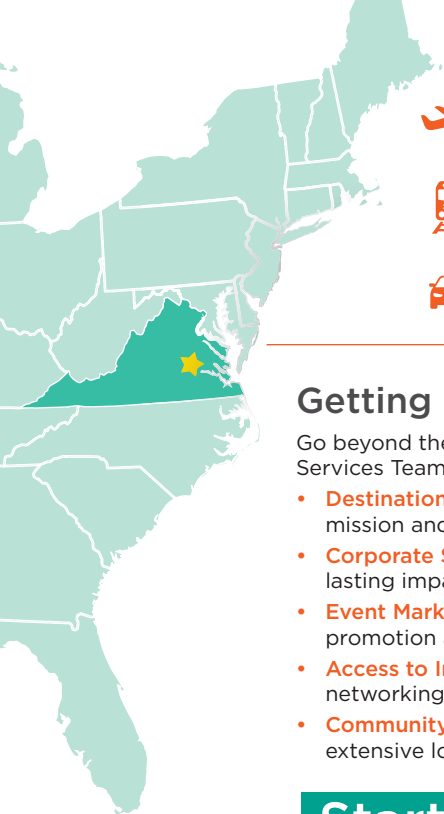 Getting
Go beyond the
Services Team
• Destination
mission and
• Corporate S
lasting impa
• Event Mark
promotion
• Access to I
networking
• Community
extensive lo
Start